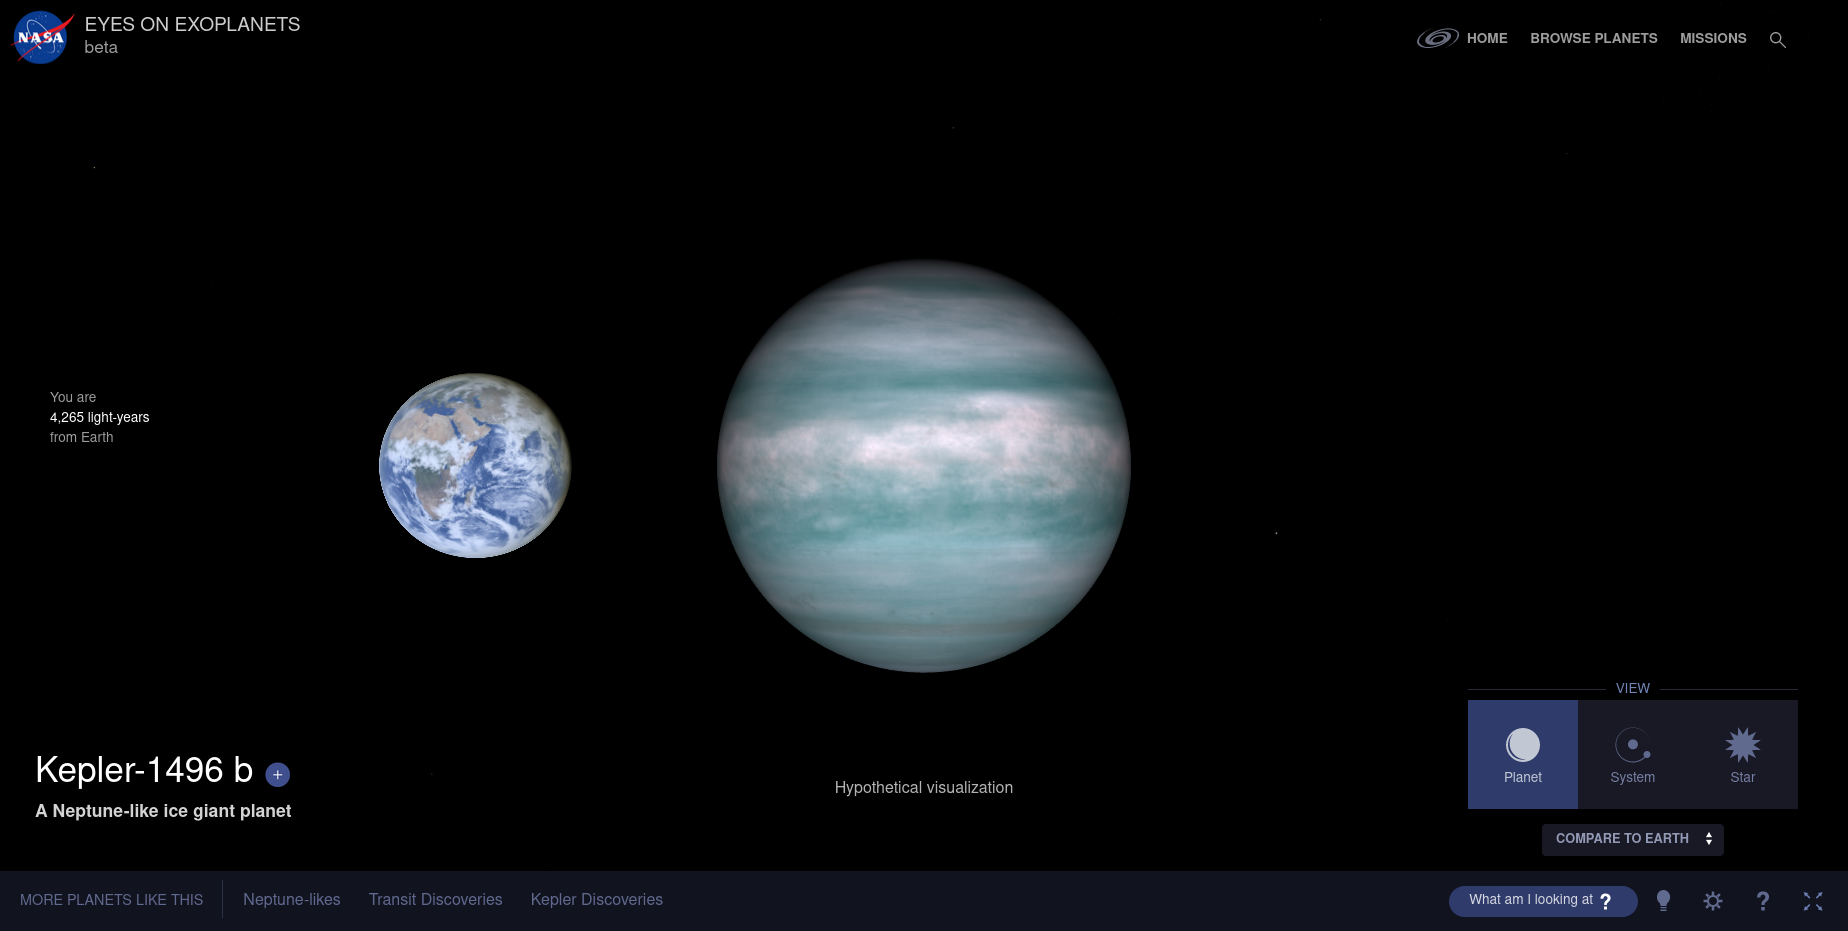 NASA
EYES ON EXOPLANETS
beta
HOME
BROWSE PLANETS
MISSIONS
You are
4,265 light-years
from Earth
Kepler-1496 b +
A Neptune-like ice giant planet
Hypothetical visualization
VIEW
Planet
System
Star
COMPARE TO EARTH
MORE PLANETS LIKE THIS
Neptune-likes
Transit Discoveries
Kepler Discoveries
What am I looking at ?
?